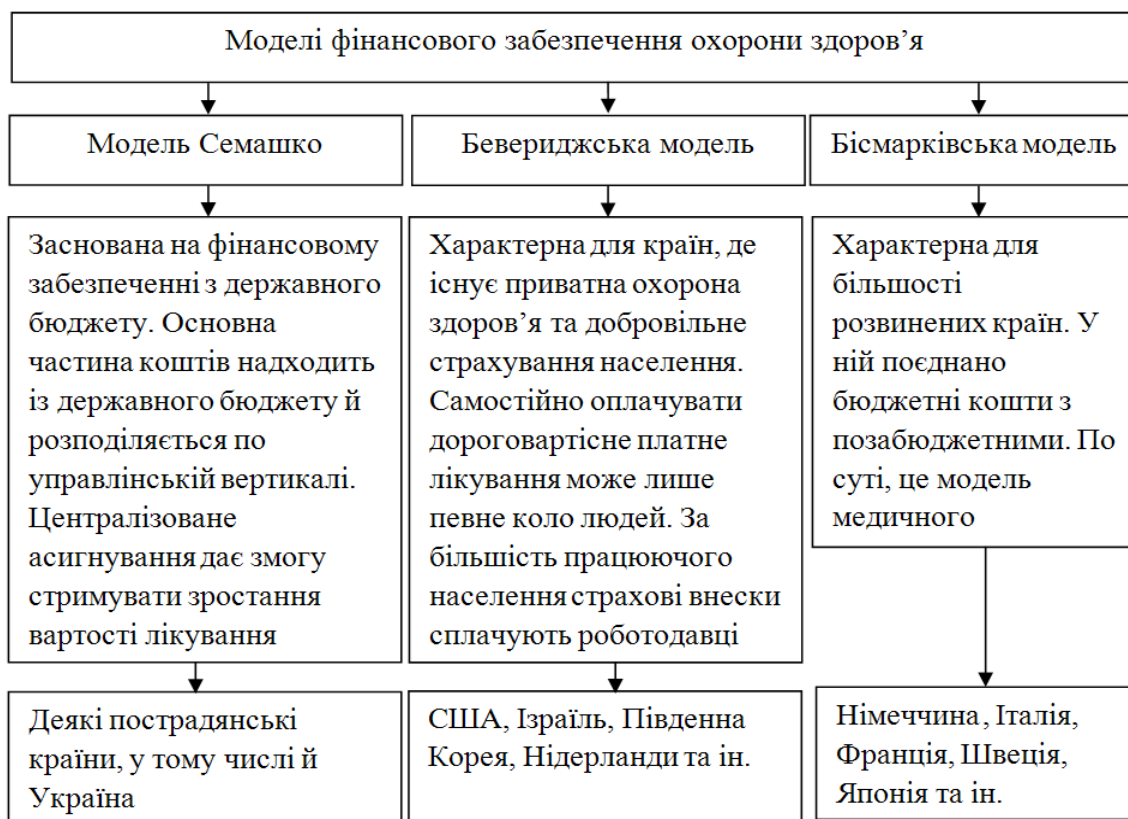 Моделі фінансового забезпечення охорони здоров’я
Модель Семашко
Бевериджська модель
Бісмарківська модель
Заснована на фінансовому
забезпеченні з державного
бюджету. Основна
частина коштів надходить
із державного бюджету й
розподіляється по
управлінській вертикалі.
Централізоване
асигнування дає змогу
стримувати зростання
вартості лікування
Характерна для країн, де
існує приватна охорона
здоров’я та добровільне
страхування населення.
Самостійно оплачувати
дороговартісне платне
лікування може лише
певне коло людей. За
більшість працюючого
населення страхові внески
сплачують роботодавці
Характерна для
більшості
розвинених країн. У
ній поєднано
бюджетні кошти з
позабюджетними. По
суті, це модель
медичного
Деякі пострадянські
країни, у тому числі й
Україна
США, Ізраїль, Південна
Корея, Нідерланди та ін.
Німеччина, Італія,
Франція, Швеція,
Японія та ін.